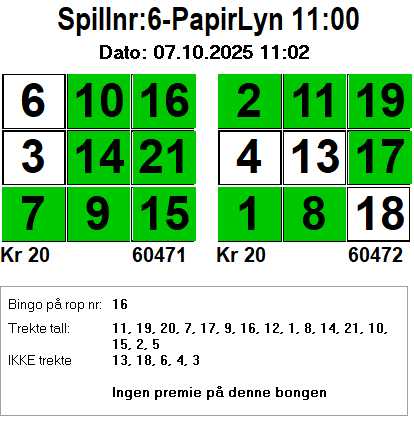 Spillnr:6-PapirLyn 11:00
Dato: 07.10.2025 11:02
6 10 16 2 11 19
3 14 21 4 13 17
7 9 15 1 8 18
Kr 20 60471 Kr 20 60472
Bingo på rop nr: 16
Trekte tall: 11, 19, 20, 7, 17, 9, 16, 12, 1, 8, 14, 21, 10,
15, 2, 5
IKKE trekte 13, 18, 6, 4, 3
Ingen premie på denne bongen